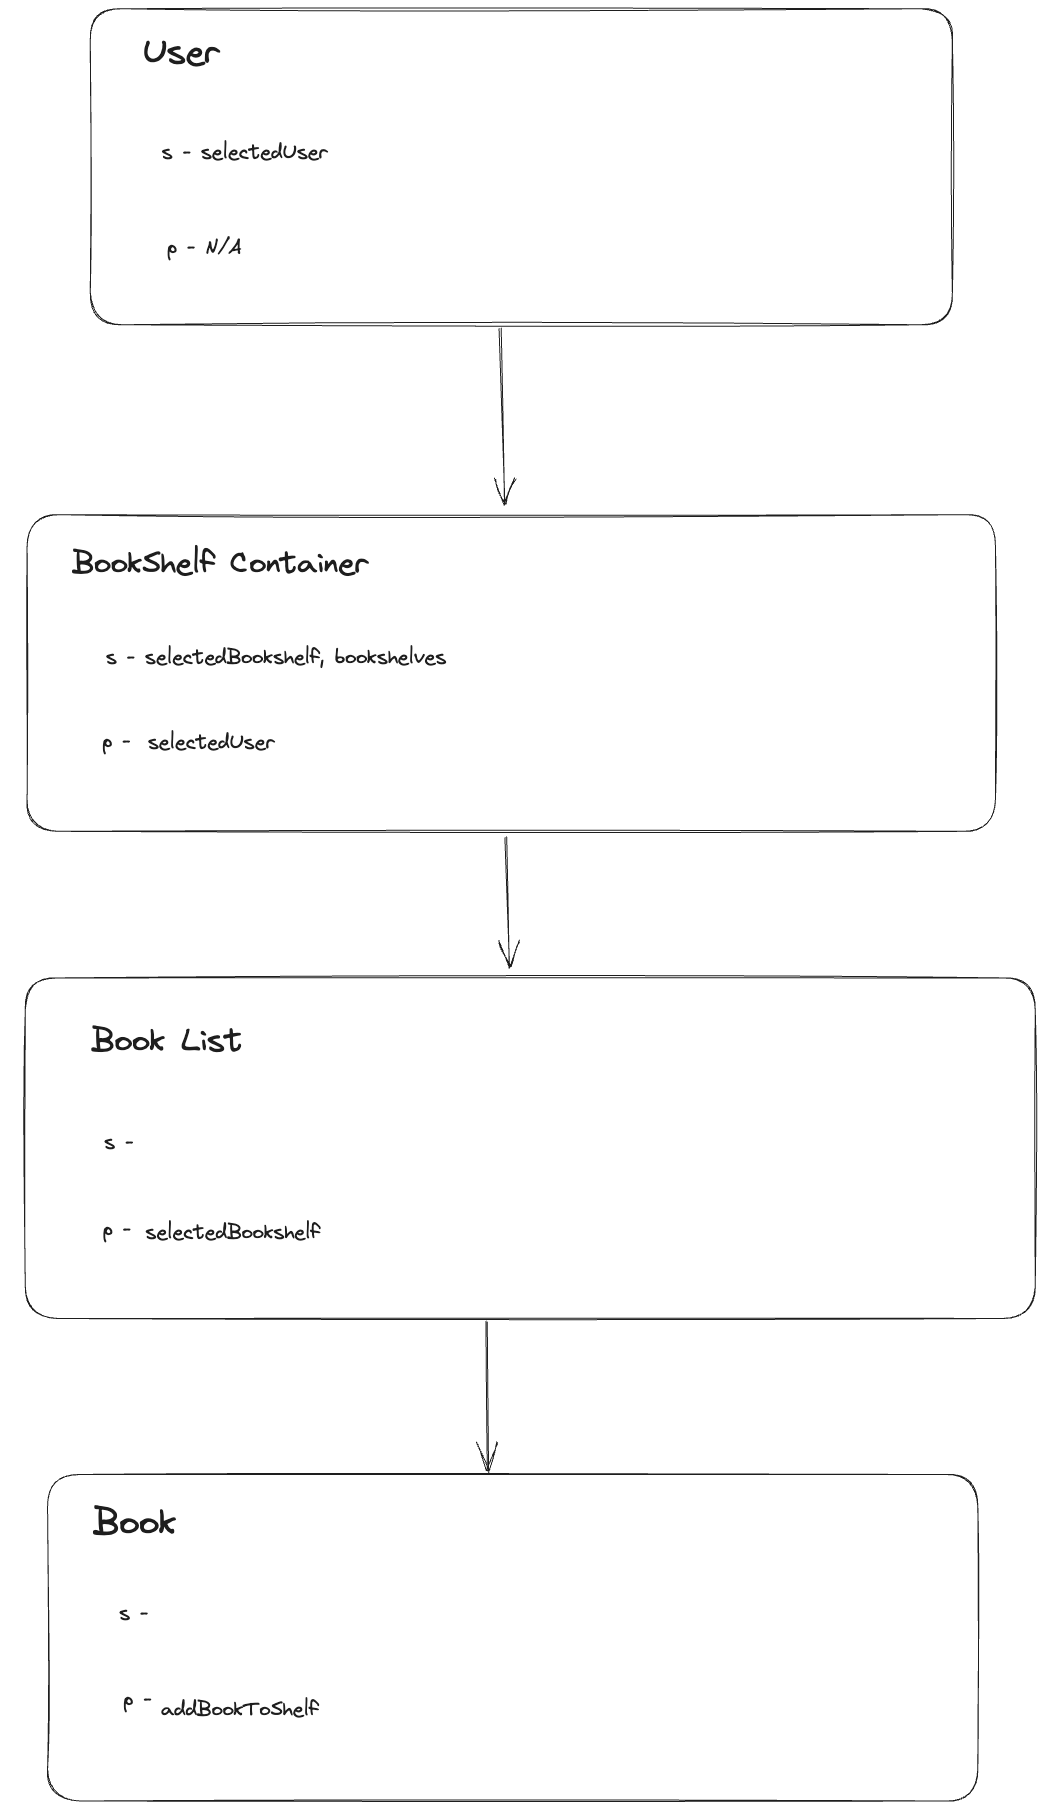 User
s - selectedUser
p - N/A
BookShelf Container
s - selectedBookshelf, bookshelves
p - selectedUser
Book List
s -
p - selectedBookshelf
Book
s -
p - addBookToShelf